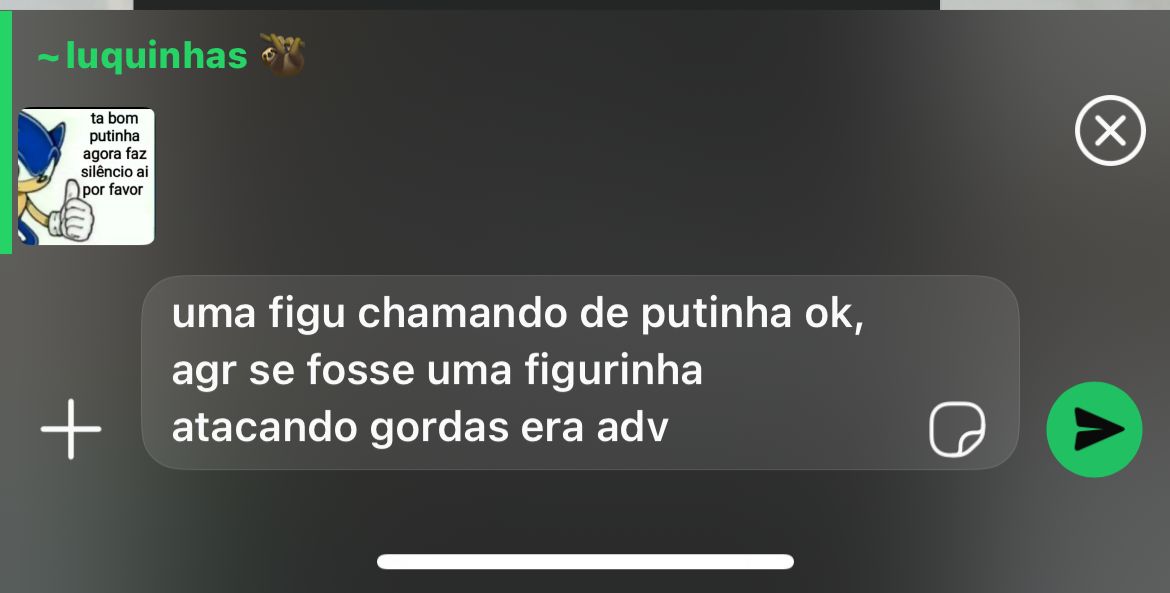 ~luquinhas 🦥
ta bom
putinha
agora faz
silêncio ai
por favor
uma figu chamando de putinha ok,
agr se fosse uma figurinha
atacando gordas era adv